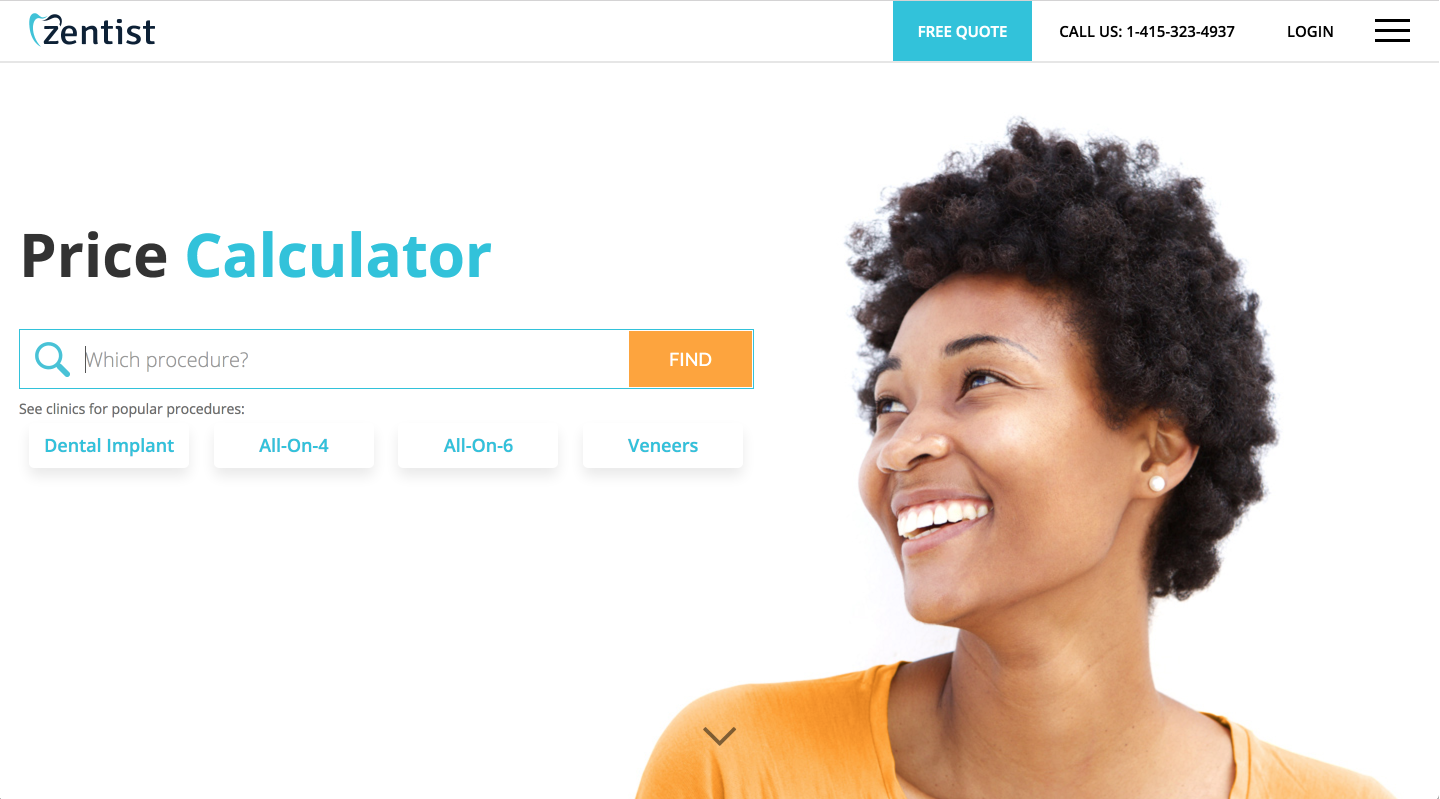 zentist
FREE QUOTE
CALL US: 1-415-323-4937
LOGIN
Price Calculator
Which procedure?
FIND
See clinics for popular procedures:
Dental Implant
All-On-4
All-On-6
Veneers